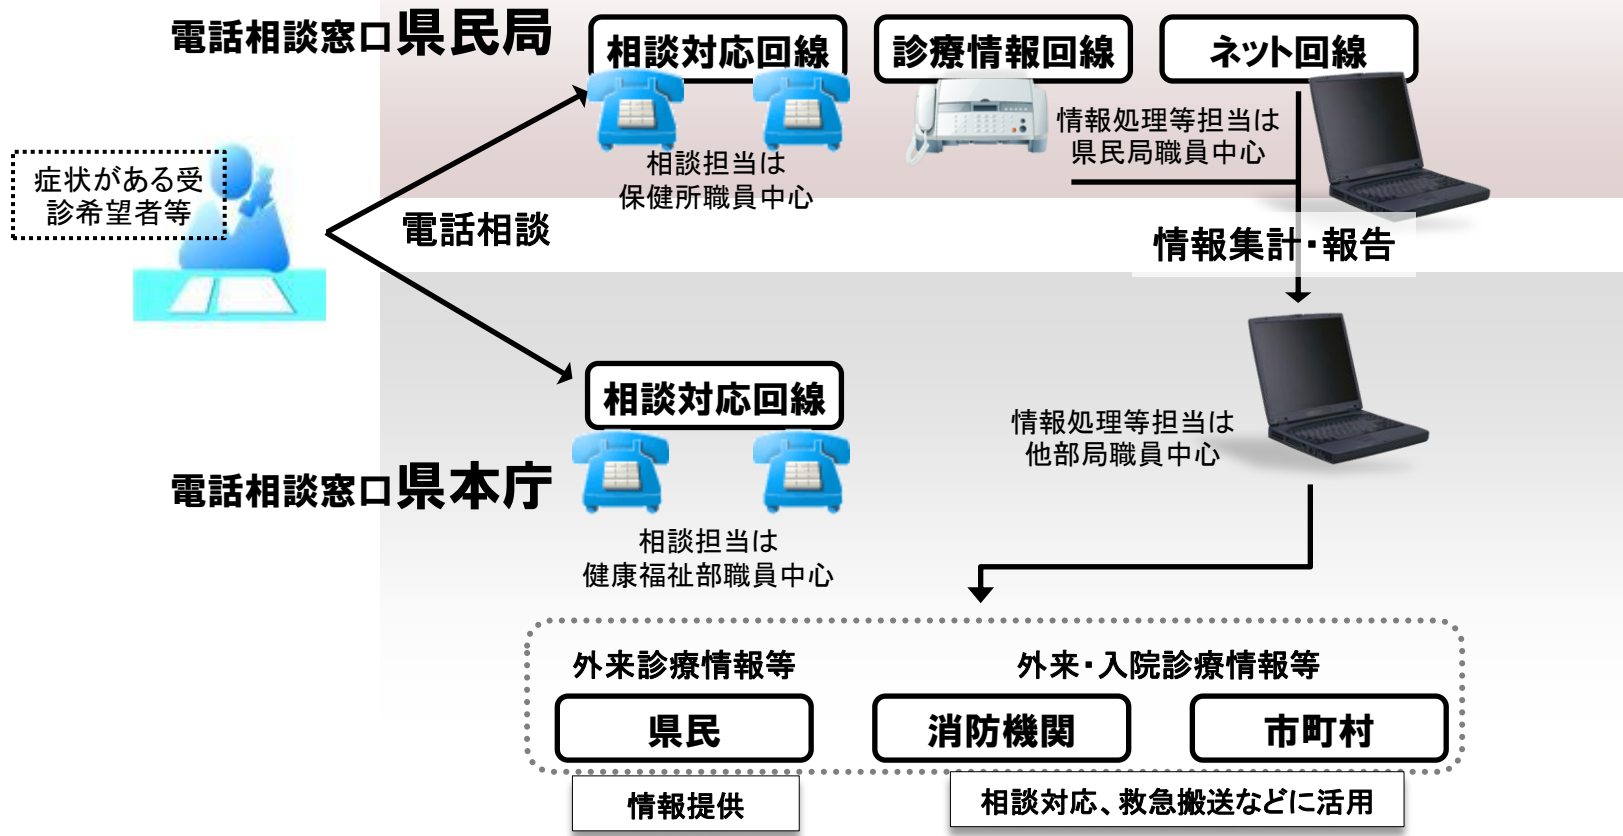 電話相談窓口県民局
相談対応回線
診療情報回線
ネット回線
情報処理等担当は
県民局職員中心
相談担当は
保健所職員中心
症状がある受
診希望者等
電話相談
情報集計・報告
相談対応回線
情報処理等担当は
他部局職員中心
電話相談窓口県本庁
相談担当は
健康福祉部職員中心
外来診療情報等
外来・入院診療情報等
県民
消防機関
市町村
情報提供
相談対応、救急搬送などに活用